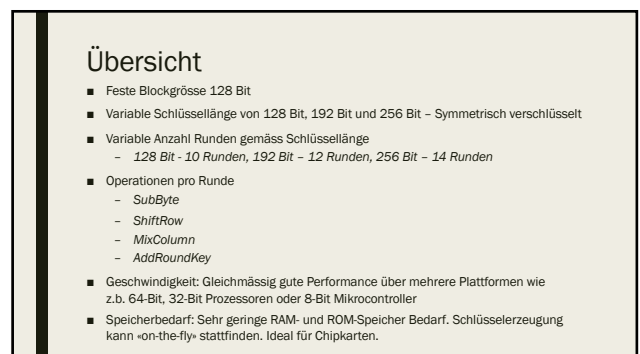 Übersicht
■ Feste Blockgrösse 128 Bit
■ Variable Schlüssellänge von 128 Bit, 192 Bit und 256 Bit – Symmetrisch verschlüsselt
■ Variable Anzahl Runden gemäss Schlüssellänge
– 128 Bit - 10 Runden, 192 Bit – 12 Runden, 256 Bit – 14 Runden
■ Operationen pro Runde
– SubByte
– ShiftRow
– MixColumn
– AddRoundKey
■ Geschwindigkeit: Gleichmässig gute Performance über mehrere Plattformen wie
z.b. 64-Bit, 32-Bit Prozessoren oder 8-Bit Mikrocontroller
■ Speicherbedarf: Sehr geringe RAM- und ROM-Speicher Bedarf. Schlüsselerzeugung
kann «on-the-fly» stattfinden. Ideal für Chipkarten.